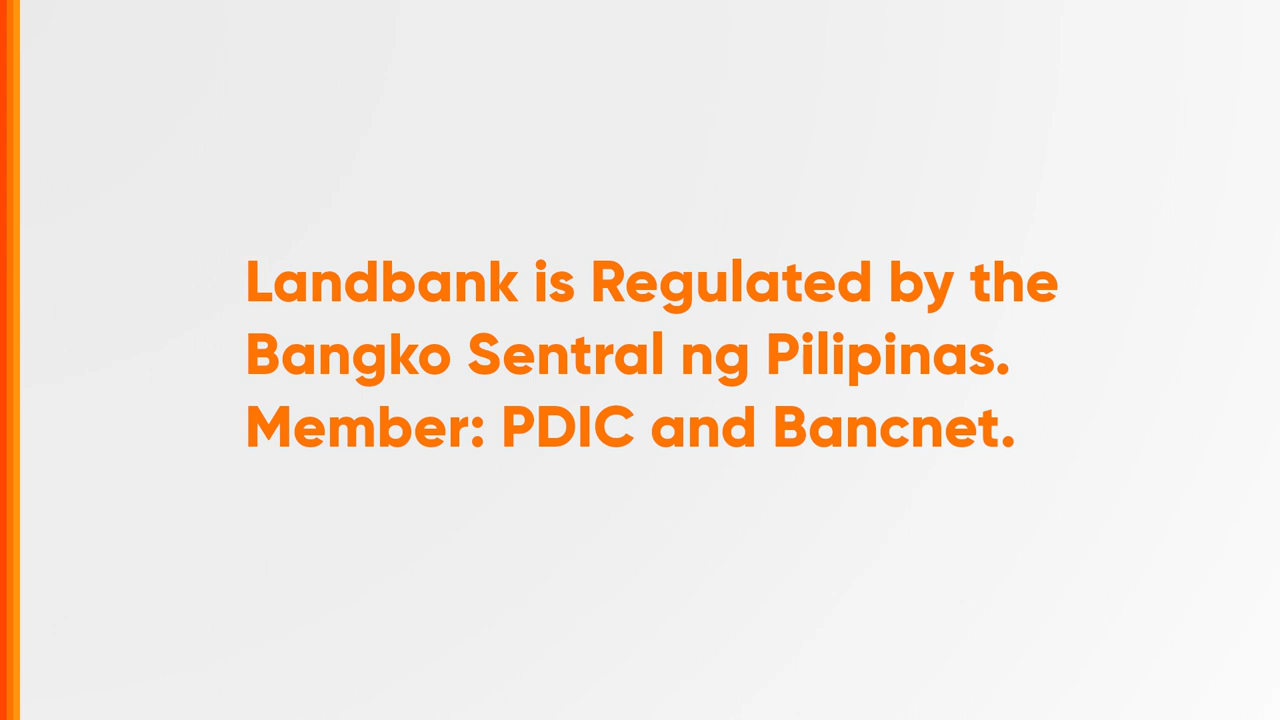 Landbank is Regulated by the
Bangko Sentral ng Pilipinas.
Member: PDIC and Bancnet.